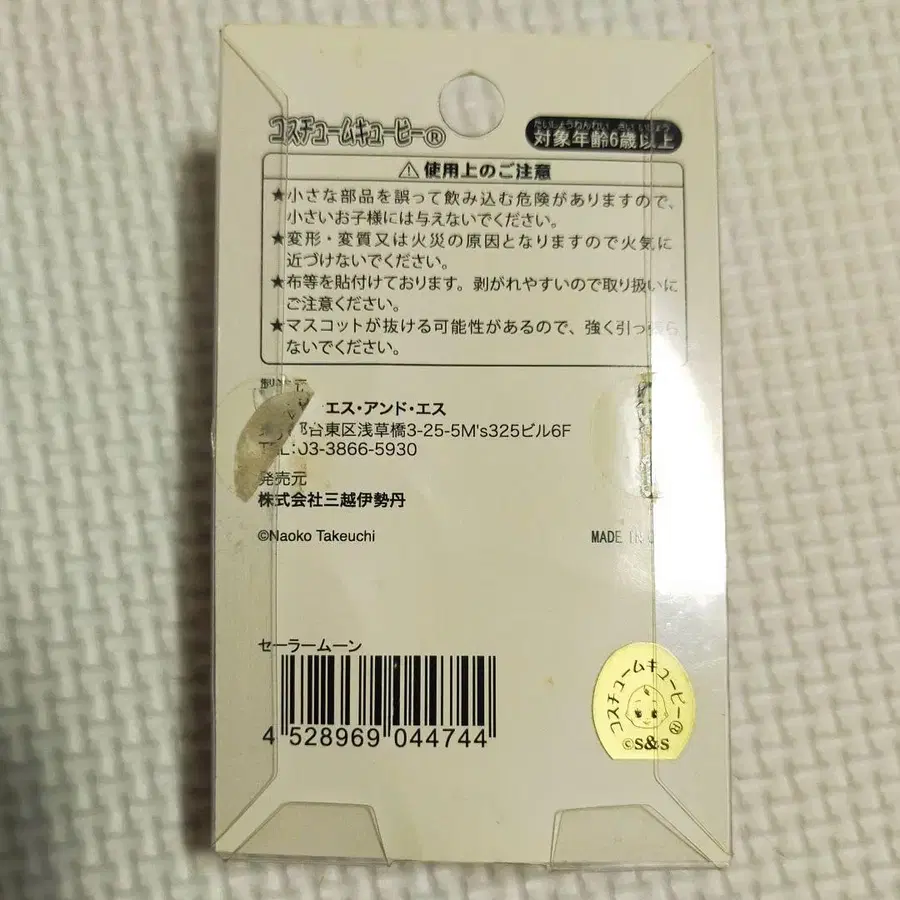 コスチュームキューピー®
たいしょうねんれい さいいじょう
対象年齢6歳以上
⚠使用上のご注意
★小さな部品を誤って飲み込む危険がありますので、
小さいお子様には与えないでください。
★変形・変質又は火災の原因となりますので火気に
近づけないでください。
★布等を貼付けております。剥がれやすいので取り扱いに
ご注意ください。
★マスコットが抜ける可能性があるので、強く引っ張ら
ないでください。
製造元
エス・アンド・エス
台東区浅草橋3-25-5M's325ビル6F
TEL:03-3866-5930
発売元
株式会社三越伊勢丹
©Naoko Takeuchi
MADE IN
セーラームーン
4 528969 044744
コスチュームキューピー®
©S&S